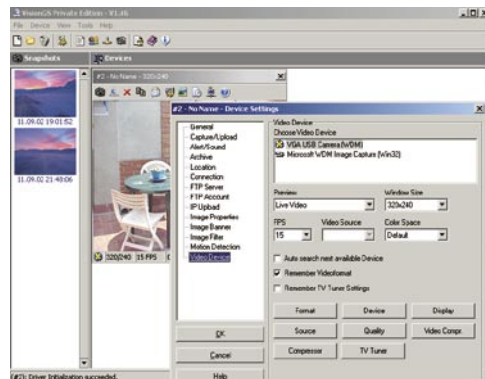 VisionGS Private Edition - V1.46
File Device View Tools Help
Snapshots
Devices
11.09.02 19:01:52
11.09.02 21:40:06
#2 - No Name - 320x240
320/240 15 FPS
#2 - No Name - Device Settings
General
Capture/Upload
Alert/Sound
Archive
Location
Connection
FTP Server
FTP Account
IP Upload
Image Properties
Image Banner
Image Filter
Motion Detection
Video Device
OK
Cancel
Help
Video Device
Choose Video Device
VGA USB Camera (WDM)
Microsoft WDM Image Capture (Win32)
Preview
Window Size
Live Video
320x240
FPS Video Source Color Space
15
Default
Auto search next available Device
Remember Videoformat
Remember TV Tuner Settings
Format Device Display
Source Quality Video Compr.
Compressor TV Tuner
(#2): Driver Initialization succeeded.